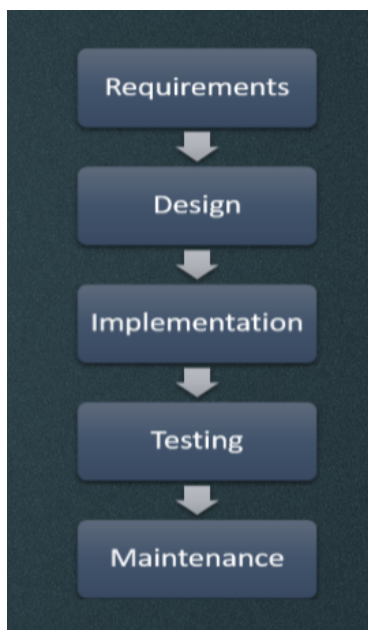 Requirements
Design
Implementation
Testing
Maintenance